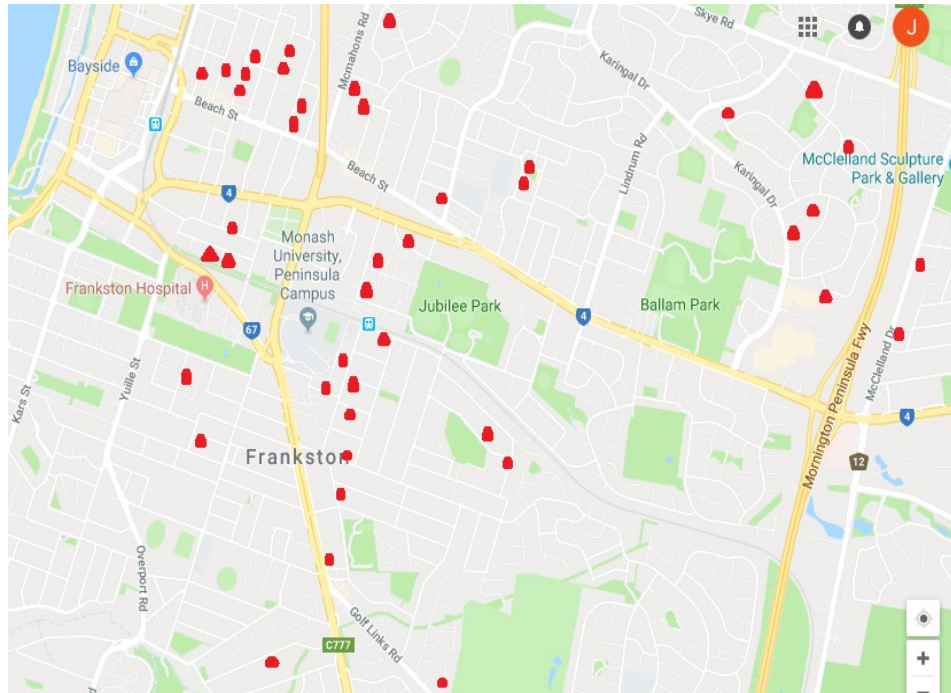 Skye Rd
J
Mcmahons Rd
Bayside
Karingal Dr
Beach St
Lindrum Rd
McClelland Sculpture
Park & Gallery
Karingal Dr
Beach St
4
Monash
University,
Peninsula
Campus
Frankston Hospital
H
Jubilee Park
Ballam Park
4
67
Mornington Peninsula Fwy
McClelland Dr
Yuille St
Kars St
4
12
Frankston
Overport Rd
Golf Links Rd
C777
+
−